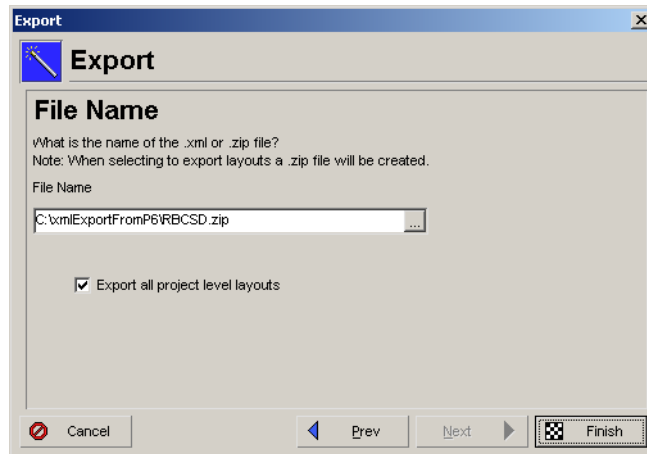 Export
Export
File Name
What is the name of the .xml or .zip file?
Note: When selecting to export layouts a .zip file will be created.
File Name
C:\xmlExportFromP6\RBCSD.zip ...
Export all project level layouts
Cancel Prev Next Finish